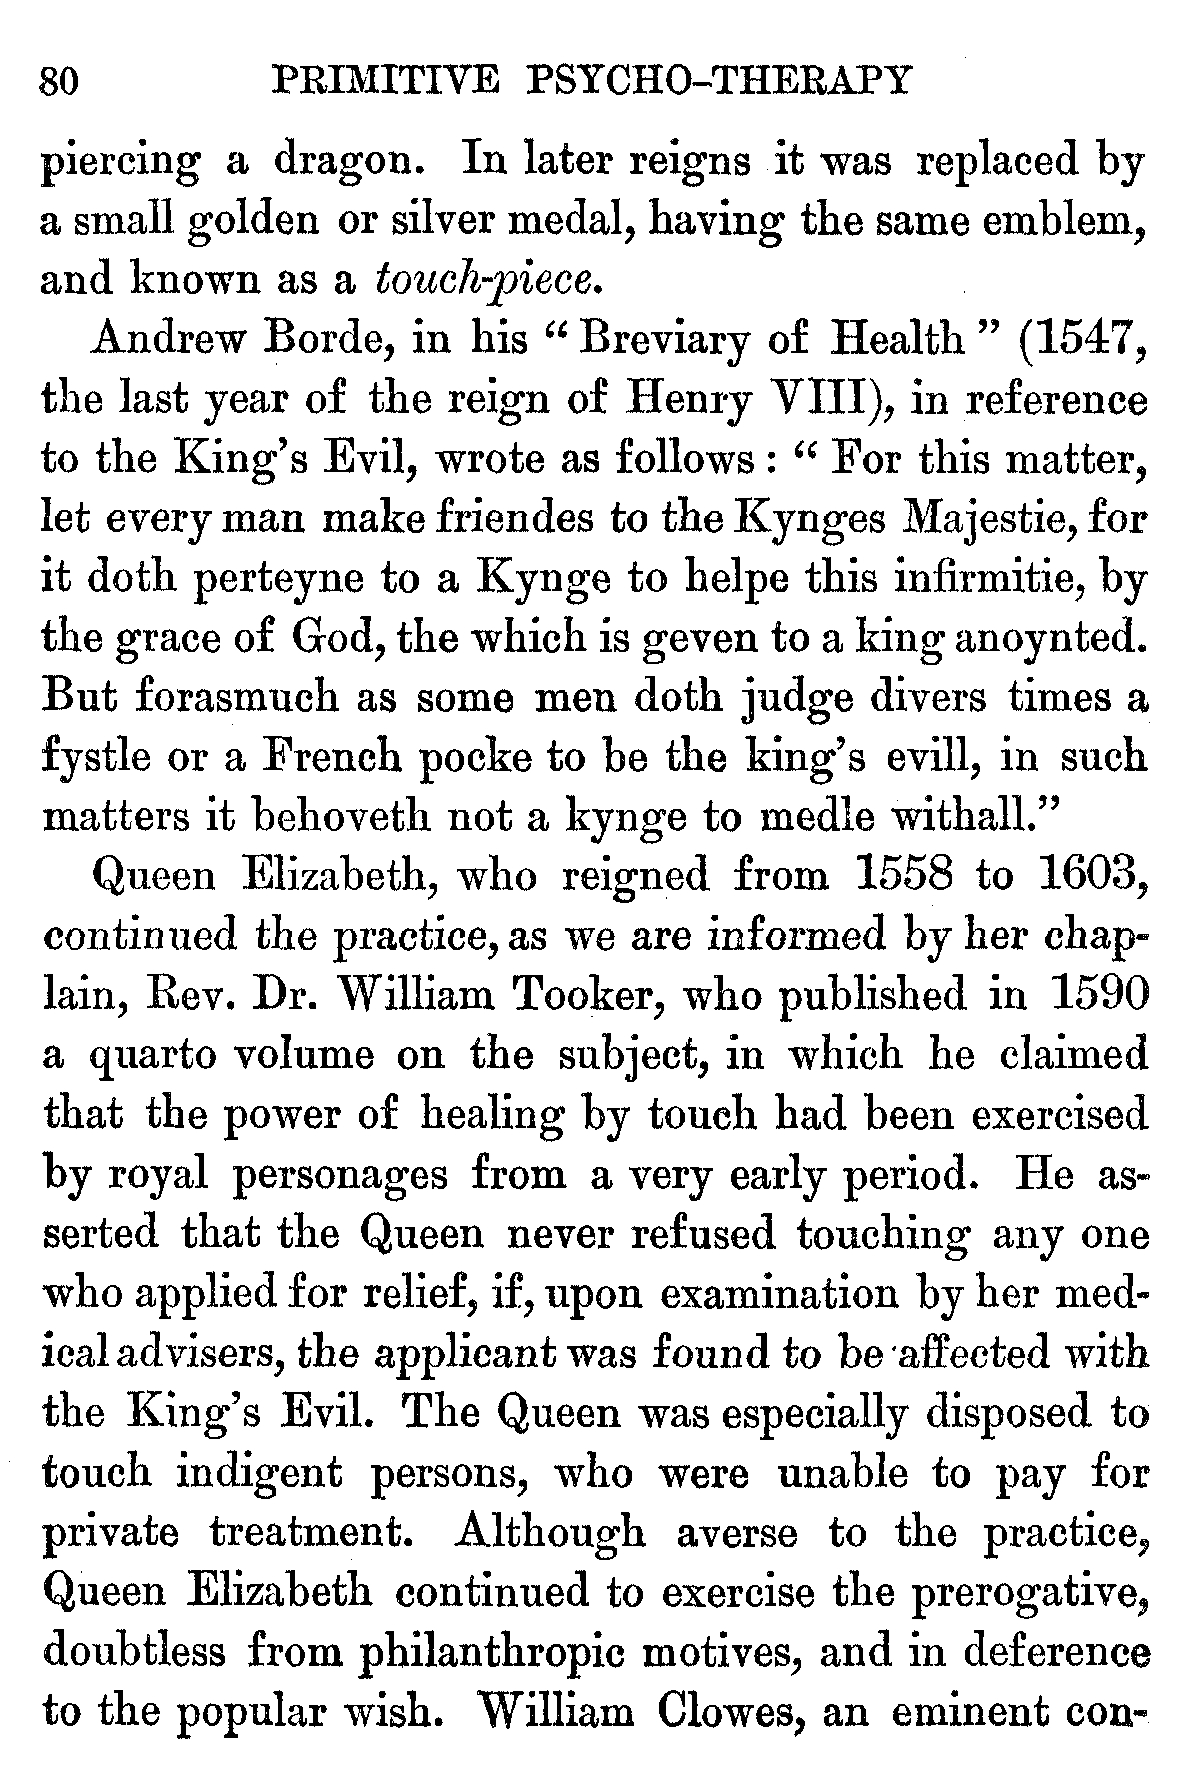 80 PRIMITIVE PSYCHO-THERAPY
piercing a dragon. In later reigns it was replaced by
a small golden or silver medal, having the same emblem,
and known as a touch-piece.
Andrew Borde, in his “ Breviary of Health ” (1547,
the last year of the reign of Henry VIII), in reference
to the King’s Evil, wrote as follows : “ For this matter,
let every man make friendes to the Kynges Majestie, for
it doth perteyne to a Kynge to helpe this infirmitie, by
the grace of God, the which is geven to a king anoynted.
But forasmuch as some men doth judge divers times a
fystle or a French pocke to be the king’s evill, in such
matters it behoveth not a kynge to medle withall.”
Queen Elizabeth, who reigned from 1558 to 1603,
continued the practice, as we are informed by her chap-
lain, Rev. Dr. William Tooker, who published in 1590
a quarto volume on the subject, in which he claimed
that the power of healing by touch had been exercised
by royal personages from a very early period. He as-
serted that the Queen never refused touching any one
who applied for relief, if, upon examination by her med-
ical advisers, the applicant was found to be affected with
the King’s Evil. The Queen was especially disposed to
touch indigent persons, who were unable to pay for
private treatment. Although averse to the practice,
Queen Elizabeth continued to exercise the prerogative,
doubtless from philanthropic motives, and in deference
to the popular wish. William Clowes, an eminent con-